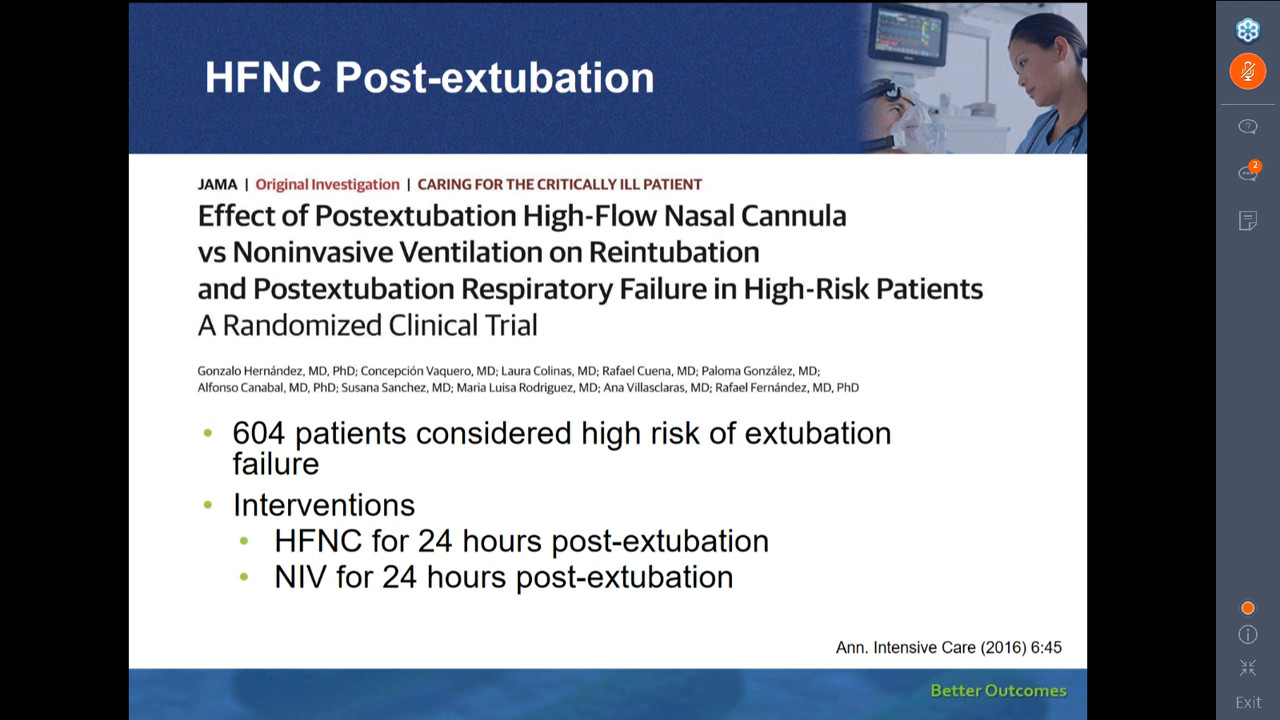 HFNC Post-extubation
JAMA | Original Investigation | CARING FOR THE CRITICALLY ILL PATIENT
Effect of Postextubation High-Flow Nasal Cannula
vs Noninvasive Ventilation on Reintubation
and Postextubation Respiratory Failure in High-Risk Patients
A Randomized Clinical Trial
Gonzalo Hernández, MD, PhD; Concepción Vaquero, MD; Laura Colinas, MD; Rafael Cuena, MD; Paloma González, MD;
Alfonso Canabal, MD, PhD; Susana Sanchez, MD; Maria Luisa Rodriguez, MD; Ana Villasclaras, MD; Rafael Fernández, MD, PhD
• 604 patients considered high risk of extubation
failure
• Interventions
• HFNC for 24 hours post-extubation
• NIV for 24 hours post-extubation
Ann. Intensive Care (2016) 6:45
Better Outcomes
2
Exit